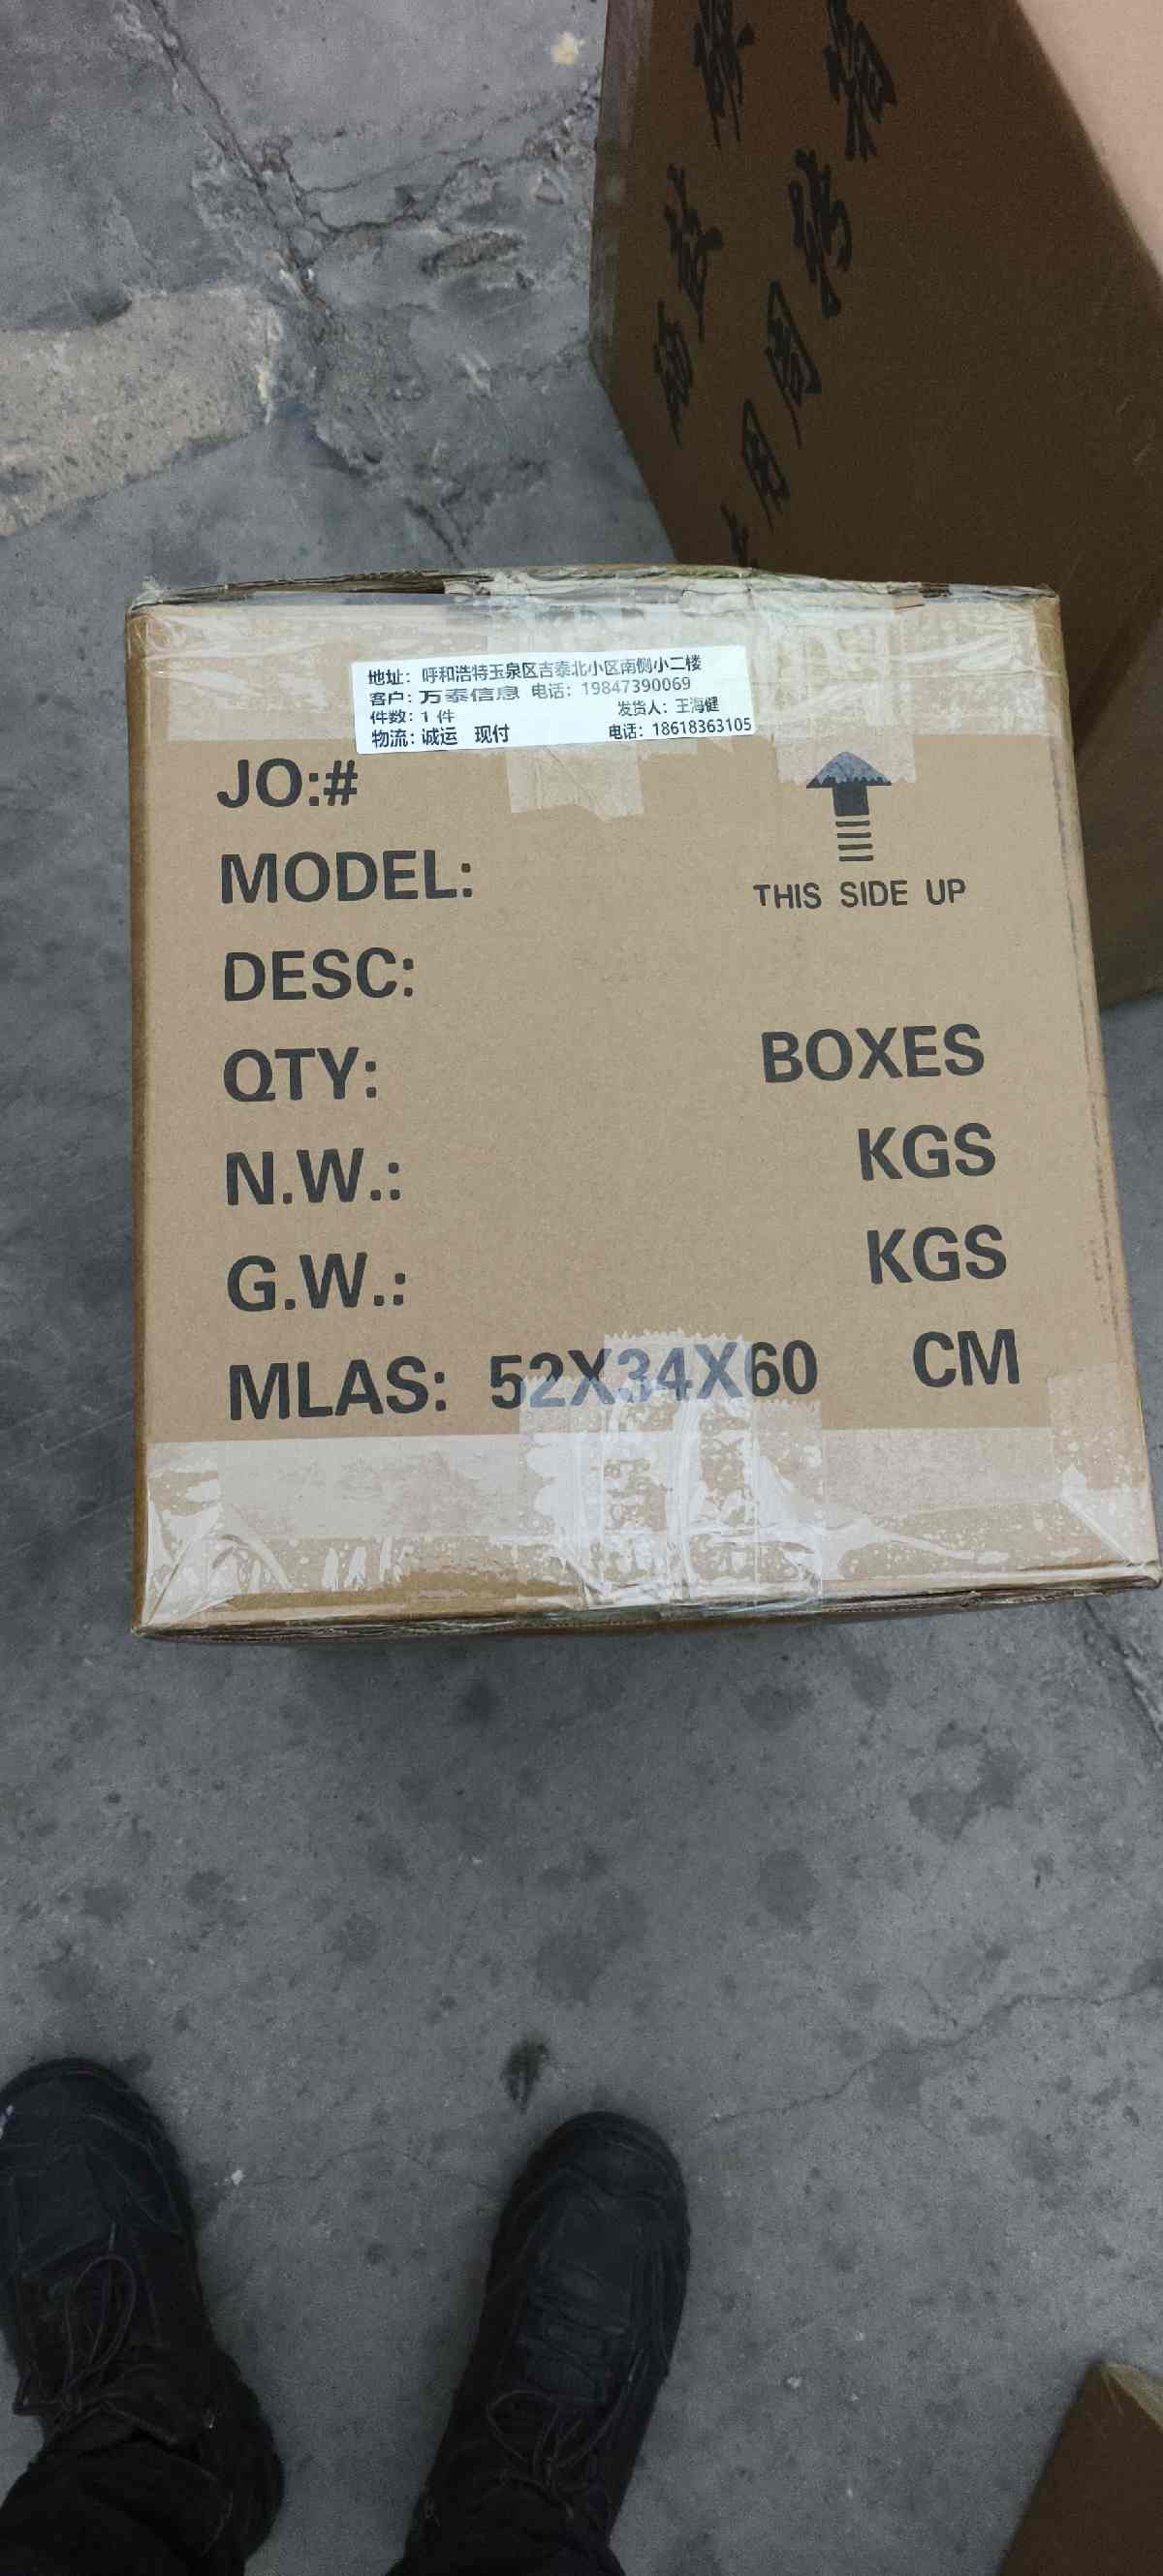 地址：呼和浩特玉泉区吉泰北小区南侧小二楼
客户：万泰信息 电话：19847390069
件数：1 件 发货人：王海健
物流：诚运 现付 电话：18618363105
JO:#
MODEL:
THIS SIDE UP
DESC:
QTY: BOXES
N.W.: KGS
G.W.: KGS
MLAS: 52X34X60 CM